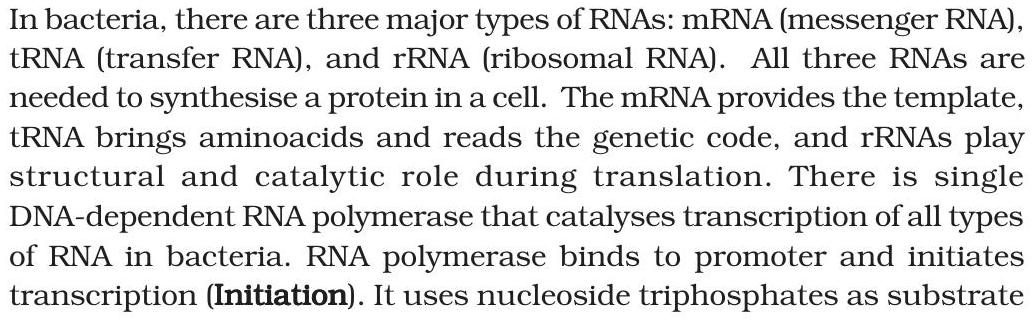 In bacteria, there are three major types of RNAs: mRNA (messenger RNA),
tRNA (transfer RNA), and rRNA (ribosomal RNA). All three RNAs are
needed to synthesise a protein in a cell. The mRNA provides the template,
tRNA brings aminoacids and reads the genetic code, and rRNAs play
structural and catalytic role during translation. There is single
DNA-dependent RNA polymerase that catalyses transcription of all types
of RNA in bacteria. RNA polymerase binds to promoter and initiates
transcription (Initiation). It uses nucleoside triphosphates as substrate